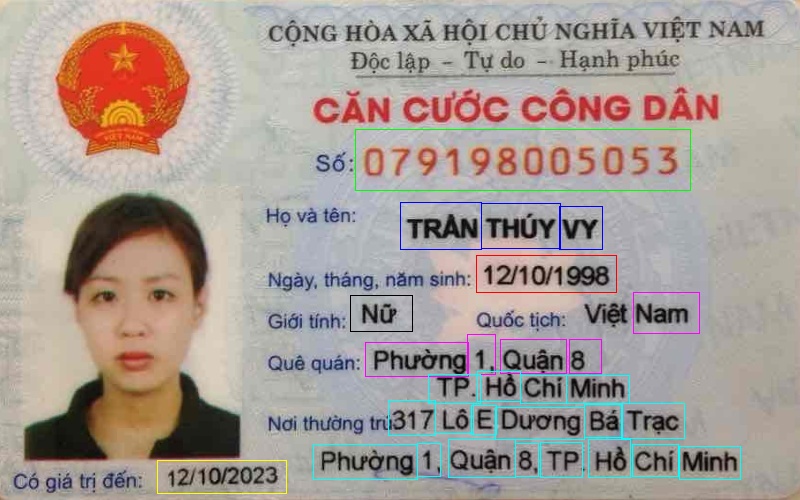 CỘNG HÒA XÃ HỘI CHỦ NGHĨA VIỆT NAM
Độc lập - Tự do - Hạnh phúc
CĂN CƯỚC CÔNG DÂN
Số: 079198005053
Họ và tên: TRẦN THÚY VY
Ngày, tháng, năm sinh: 12/10/1998
Giới tính: Nữ Quốc tịch: Việt Nam
Quê quán: Phường 1, Quận 8
TP. Hồ Chí Minh
Nơi thường trú: 317 Lô E Dương Bá Trạc
Phường 1, Quận 8, TP. Hồ Chí Minh
Có giá trị đến: 12/10/2023